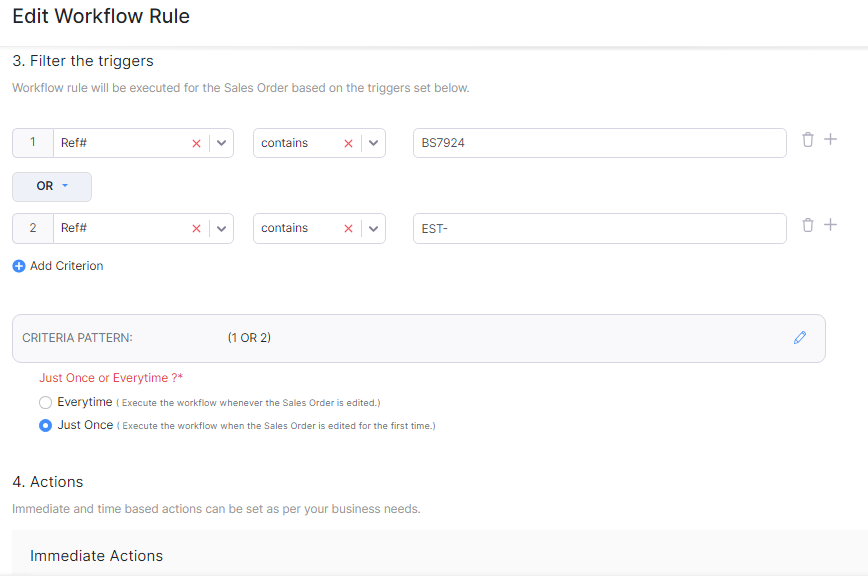 Edit Workflow Rule
3. Filter the triggers
Workflow rule will be executed for the Sales Order based on the triggers set below.
1 Ref# contains BS7924
OR
2 Ref# contains EST-
Add Criterion
CRITERIA PATTERN: (1 OR 2)
Just Once or Everytime ?*
Everytime ( Execute the workflow whenever the Sales Order is edited.)
Just Once ( Execute the workflow when the Sales Order is edited for the first time.)
4. Actions
Immediate and time based actions can be set as per your business needs.
Immediate Actions